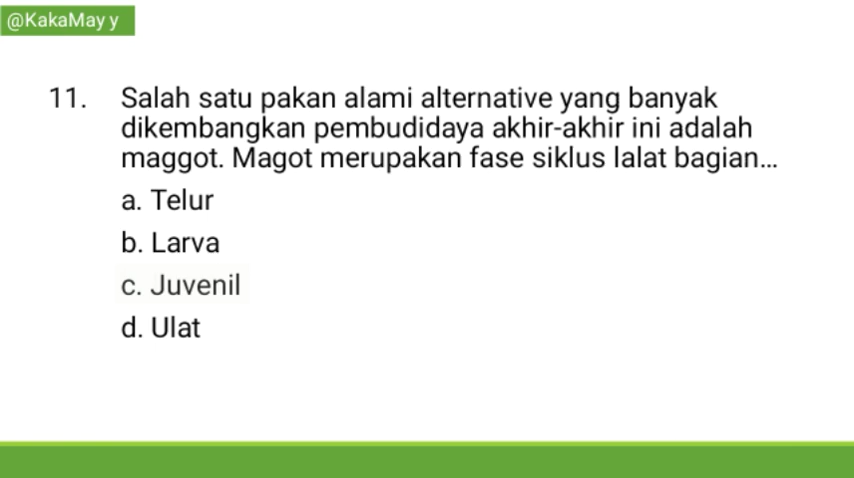 @KakaMay y
11. Salah satu pakan alami alternative yang banyak
dikembangkan pembudidaya akhir-akhir ini adalah
maggot. Magot merupakan fase siklus lalat bagian...
a. Telur
b. Larva
c. Juvenil
d. Ulat